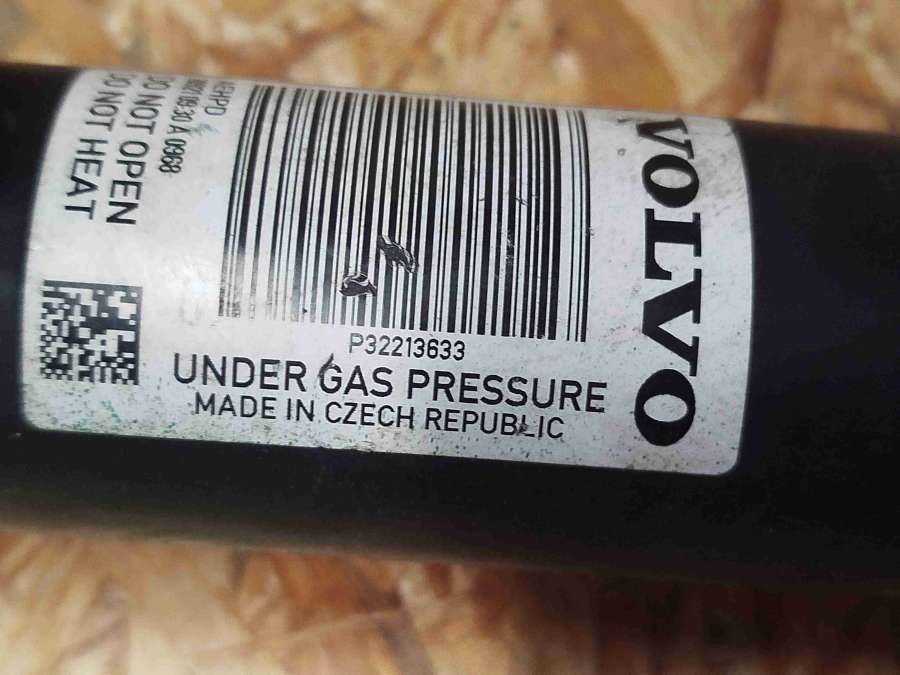 VOLVO
P32213633
UNDER GAS PRESSURE
MADE IN CZECH REPUBLIC
DO NOT OPEN
DO NOT HEAT